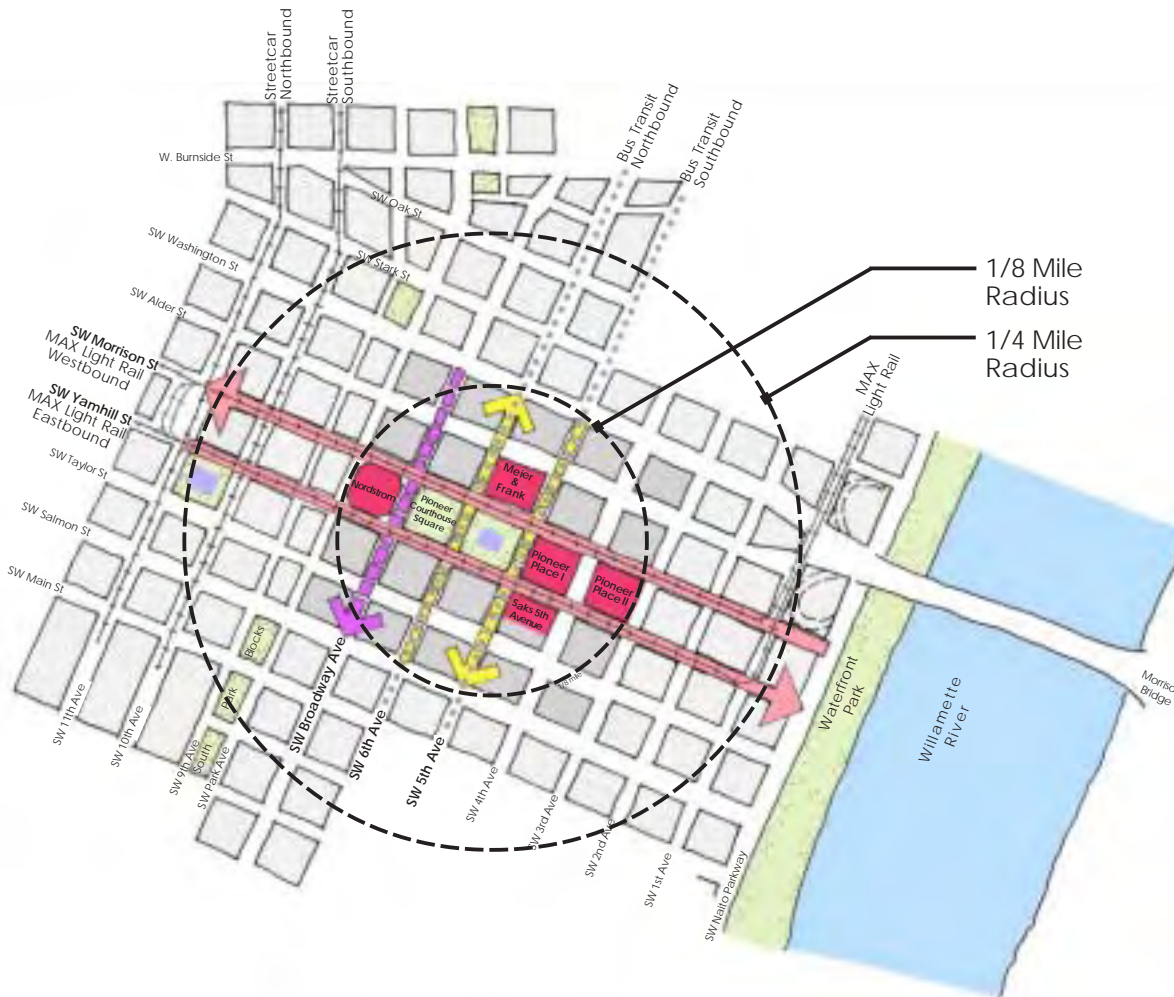 Streetcar
Northbound
Streetcar
Southbound
Bus Transit
Northbound
Bus Transit
Southbound
W. Burnside St
SW Oak St
SW Washington St
SW Stark St
SW Alder St
1/8 Mile
Radius
1/4 Mile
Radius
SW Morrison St
MAX Light Rail
Westbound
SW Yamhill St
MAX Light Rail
Eastbound
MAX
Light Rail
SW Taylor St
SW Salmon St
SW Main St
Nordstrom
Pioneer
Courthouse
Square
Meier
&
Frank
Pioneer
Place I
Pioneer
Place II
Saks 5th
Avenue
1/8 mile
Blocks
Park
South
SW 11th Ave
SW 10th Ave
SW 9th Ave
SW Park Ave
SW Broadway Ave
SW 6th Ave
SW 5th Ave
SW 4th Ave
SW 3rd Ave
SW 2nd Ave
SW 1st Ave
SW Naito Parkway
Waterfront
Park
Willamette
River
Morriso
Bridge